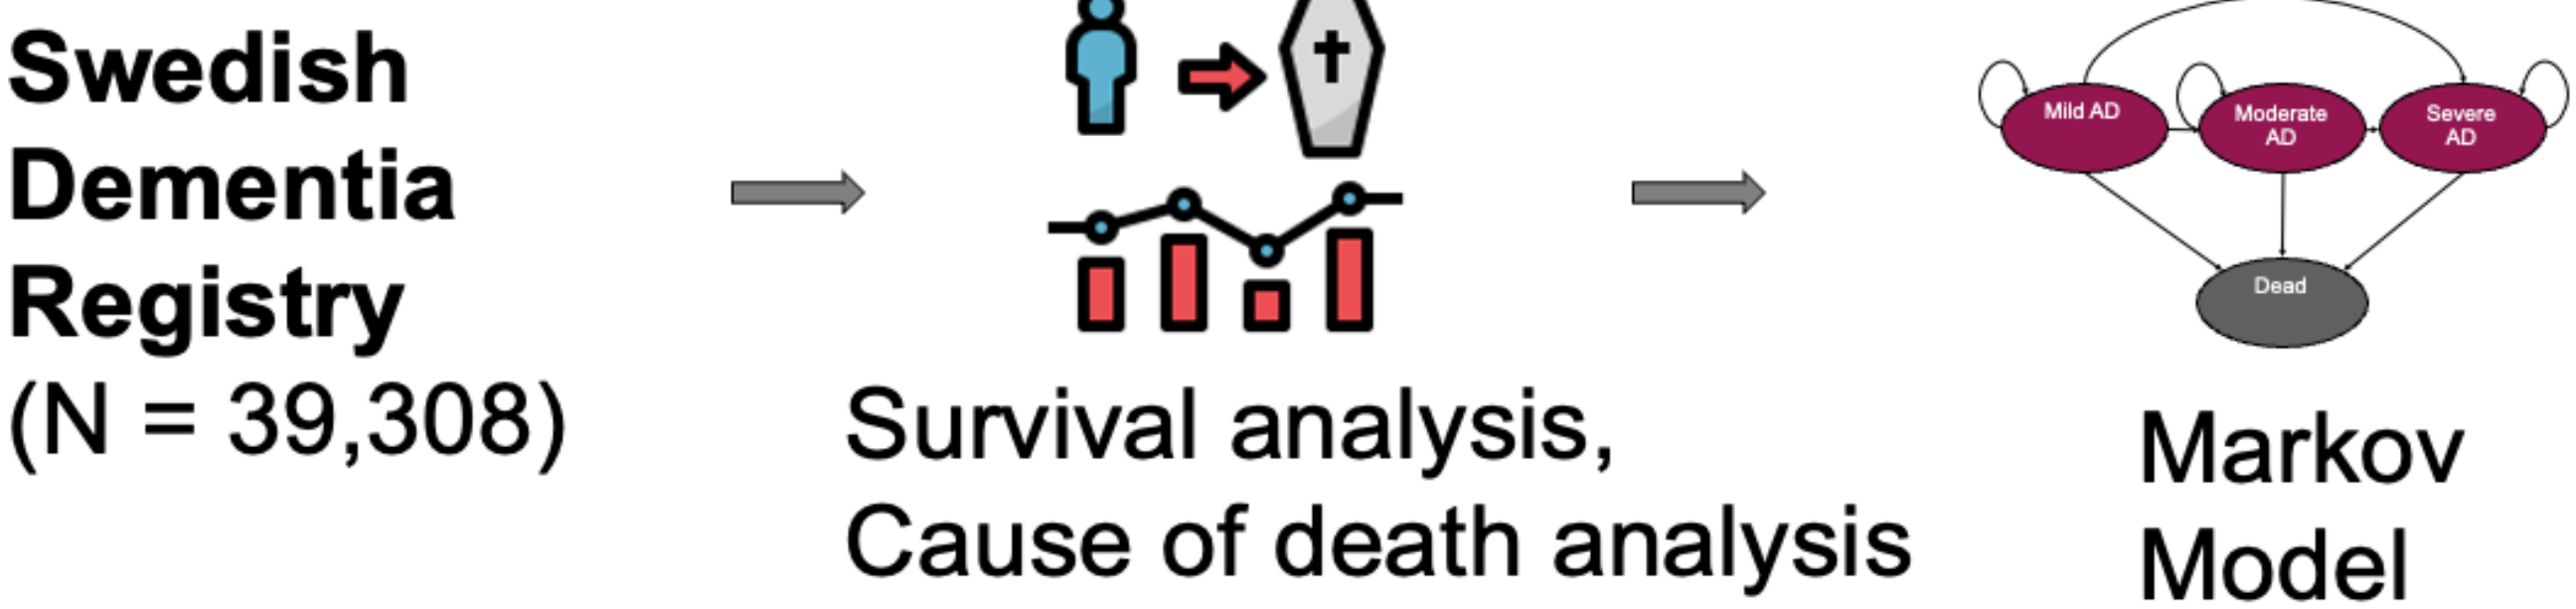 Swedish
Dementia
Registry
(N = 39,308)
Survival analysis,
Cause of death analysis
Mild AD
Moderate
AD
Severe
AD
Dead
Markov
Model